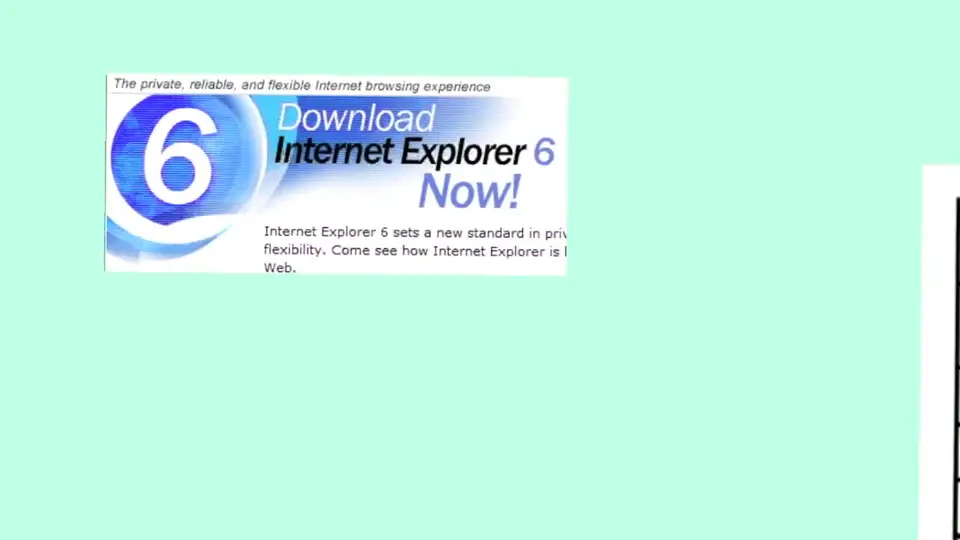 The private, reliable, and flexible Internet browsing experience
6
Download
Internet Explorer 6
Now!
Internet Explorer 6 sets a new standard in
flexibility. Come see how Internet Explorer is
Web.